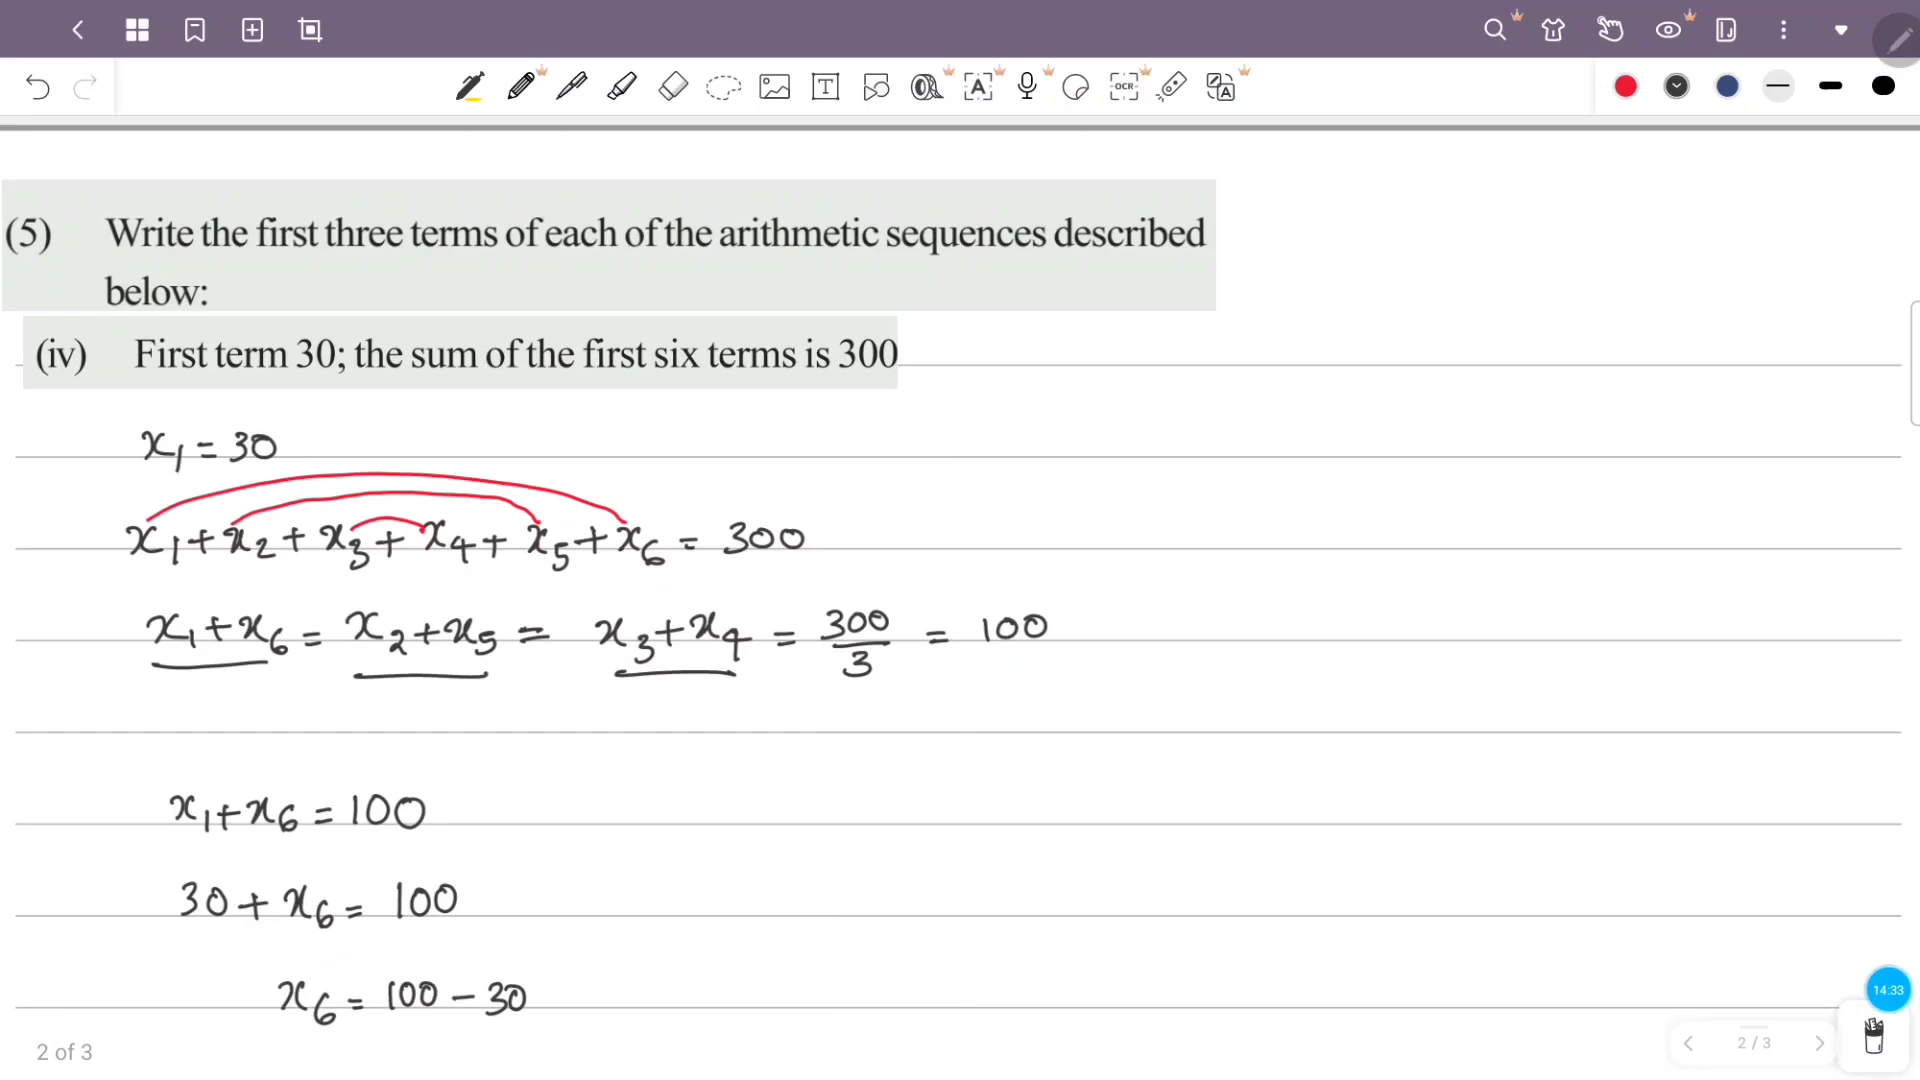 OCR
(5) Write the first three terms of each of the arithmetic sequences described
below:
(iv) First term 30; the sum of the first six terms is 300
x₁ = 30
x₁ + x₂ + x₃ + x₄ + x₅ + x₆ = 300
x₁ + x₆ = x₂ + x₅ = x₃ + x₄ = 300/3 = 100
x₁ + x₆ = 100
30 + x₆ = 100
x₆ = 100 - 30
14:33
2 of 3
2 / 3